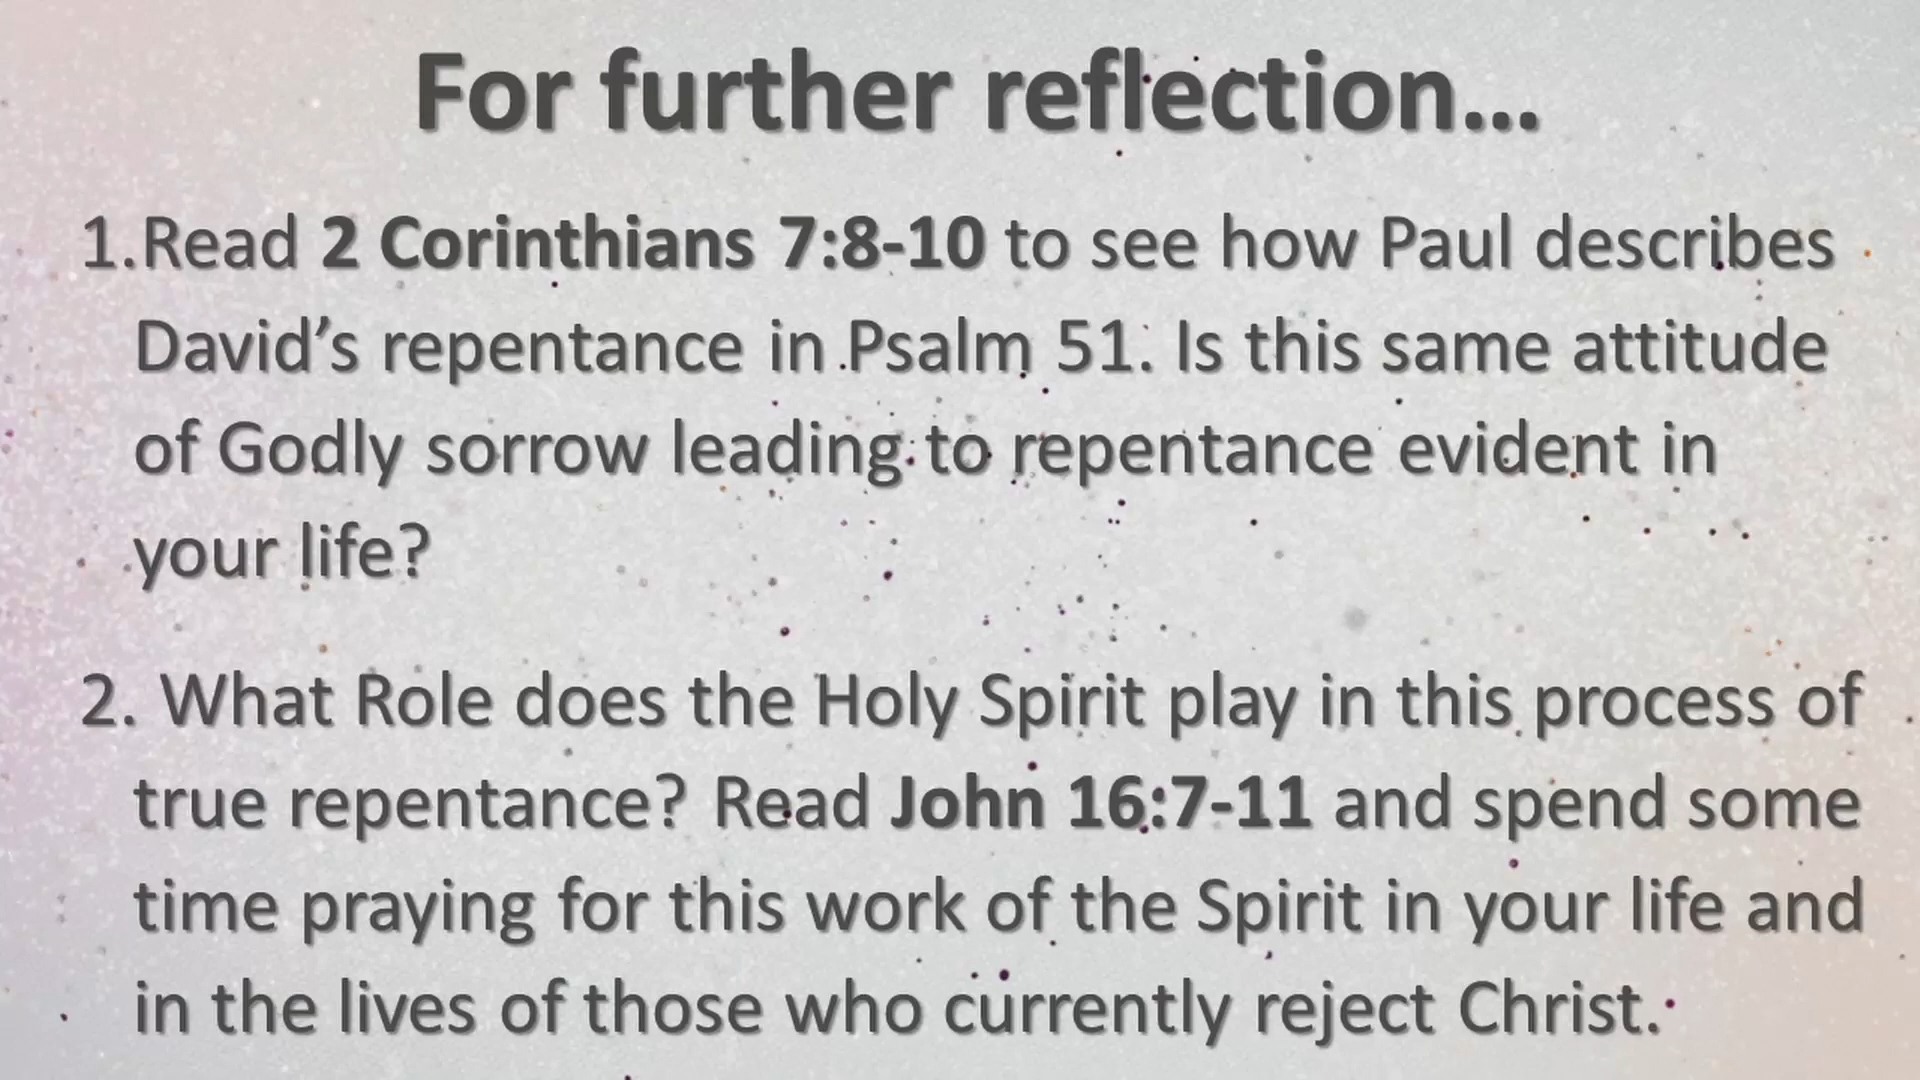 For further reflection...
1.Read 2 Corinthians 7:8-10 to see how Paul describes
David’s repentance in Psalm 51. Is this same attitude
of Godly sorrow leading to repentance evident in
your life?
2. What Role does the Holy Spirit play in this process of
true repentance? Read John 16:7-11 and spend some
time praying for this work of the Spirit in your life and
in the lives of those who currently reject Christ.